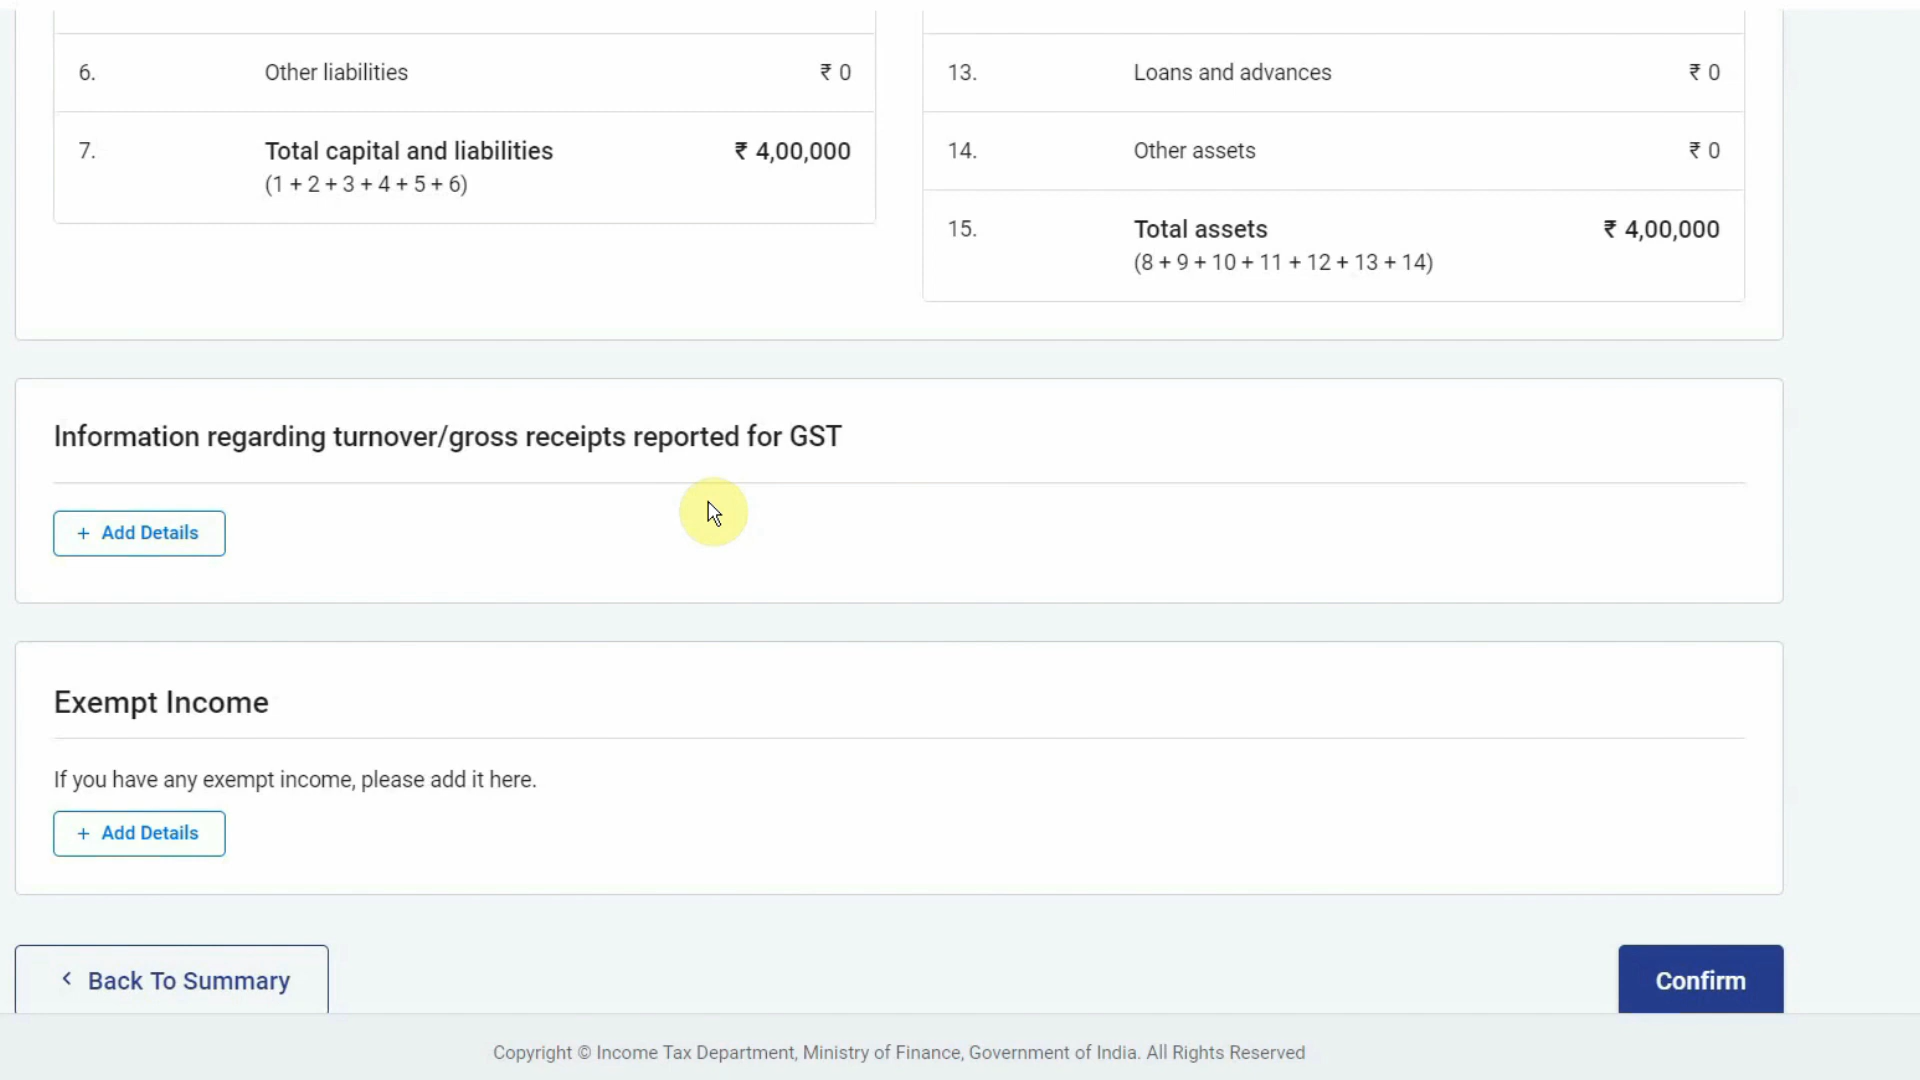 6. Other liabilities ₹ 0
7. Total capital and liabilities ₹ 4,00,000
(1 + 2 + 3 + 4 + 5 + 6)
13. Loans and advances ₹ 0
14. Other assets ₹ 0
15. Total assets ₹ 4,00,000
(8 + 9 + 10 + 11 + 12 + 13 + 14)
Information regarding turnover/gross receipts reported for GST
+ Add Details
Exempt Income
If you have any exempt income, please add it here.
+ Add Details
< Back To Summary
Confirm
Copyright © Income Tax Department, Ministry of Finance, Government of India. All Rights Reserved